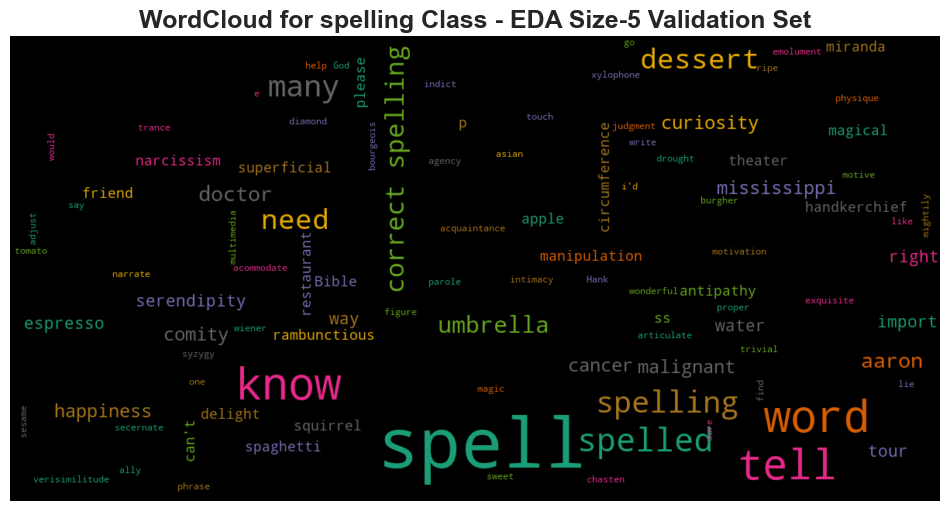 WordCloud for spelling Class - EDA Size-5 Validation Set
go
dessert
emolument
miranda
help
God
many
please
correct spelling
indict
xylophone
ripe
e
physique
would
trance
diamond
bourgeois
p
touch
judgment
curiosity
magical
narcissism
superficial
agency
asian
circumference
write
drought
theater
motive
friend
doctor
i'd
mississippi
burgher
handkerchief
say
adjust
need
multimedia
acquaintance
apple
like
mightily
tomato
restaurant
manipulation
motivation
right
narrate
acommodate
Bible
parole
intimacy
Hank
wonderful
antipathy
exquisite
serendipity
figure
proper
espresso
comity
wiener
way
rambunctious
umbrella
ss
articulate
water
import
syzygy
trivial
cancer
malignant
aaron
one
know
magic
find
lie
sesame
happiness
delight
squirrel
spelling
word
secernate
can't
spaghetti
spell
spelled
tour
ally
verisimilitude
phrase
sweet
chasten
tell